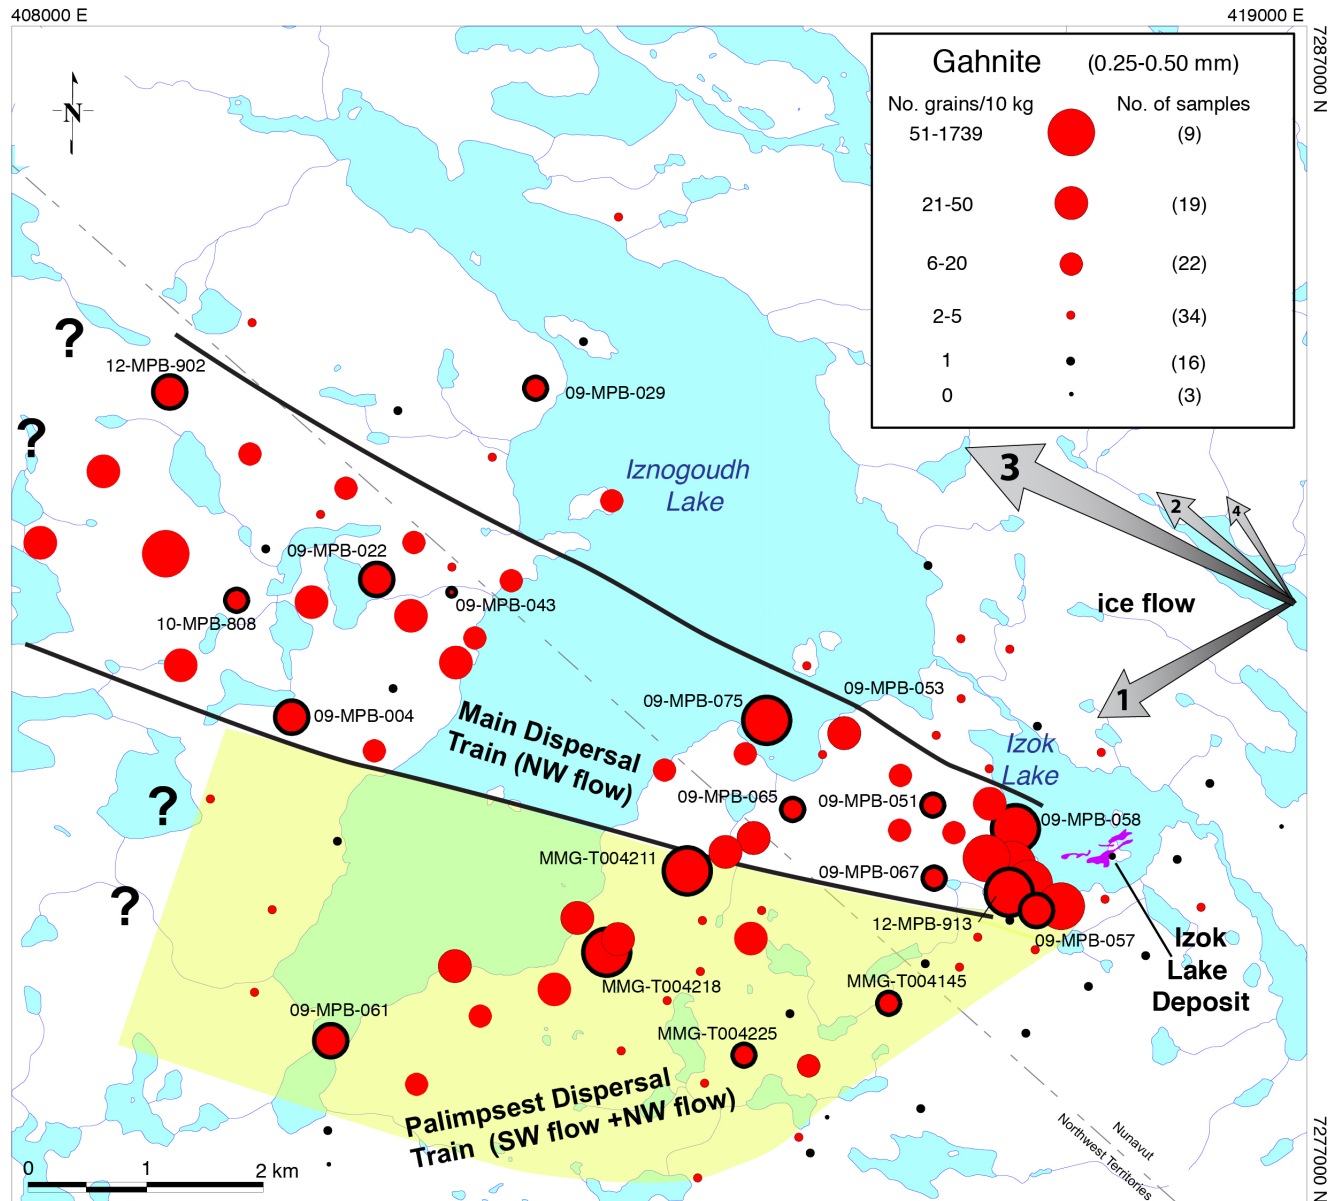 408000 E
419000 E
7287000 N
N
Gahnite (0.25-0.50 mm)
No. grains/10 kg No. of samples
51-1739 (9)
21-50 (19)
6-20 (22)
2-5 (34)
1 (16)
0 (3)
?
12-MPB-902
09-MPB-029
?
3
2
4
Iznogoudh
Lake
09-MPB-022
09-MPB-043
10-MPB-808
ice flow
1
09-MPB-004
09-MPB-075
09-MPB-053
Main Dispersal
Train (NW flow)
Izok
Lake
?
09-MPB-065
09-MPB-051
09-MPB-058
MMG-T004211
09-MPB-067
?
12-MPB-913
09-MPB-057
Izok
Lake
Deposit
MMG-T004218
MMG-T004145
09-MPB-061
MMG-T004225
Palimpsest Dispersal
Train (SW flow +NW flow)
Nunavut
Northwest Territories
7277000 N
0 1 2 km